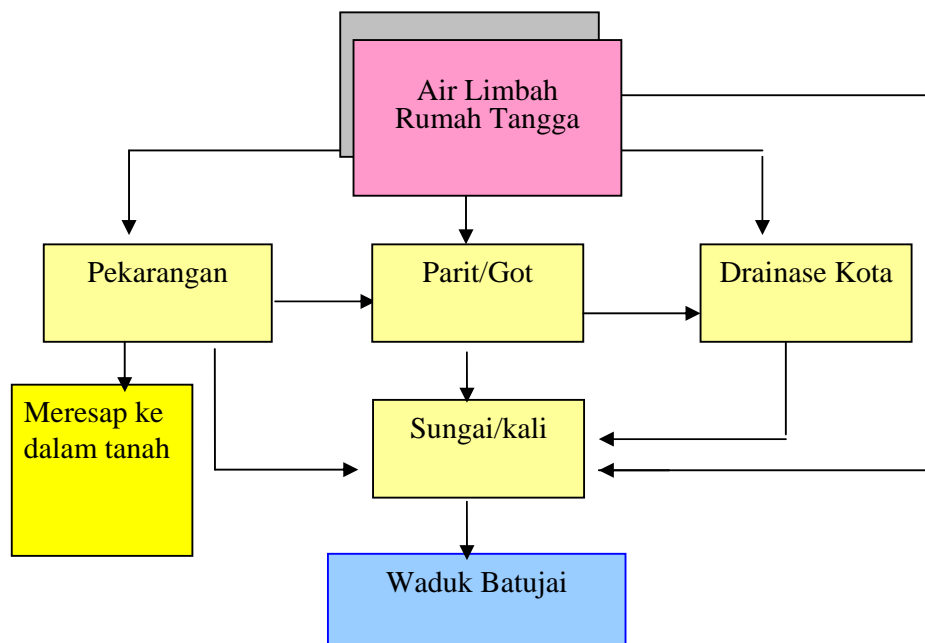 Air Limbah
Rumah Tangga
Pekarangan
Parit/Got
Drainase Kota
Meresap ke
dalam tanah
Sungai/kali
Waduk Batujai